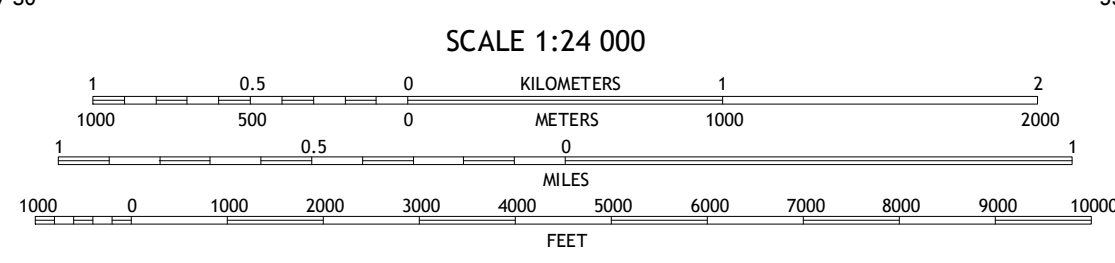 SCALE 1:24 000
1 0.5 0 KILOMETERS 1 2
1000 500 0 METERS 1000 2000
1 0.5 0 1
MILES
1000 0 1000 2000 3000 4000 5000 6000 7000 8000 9000 10000
FEET